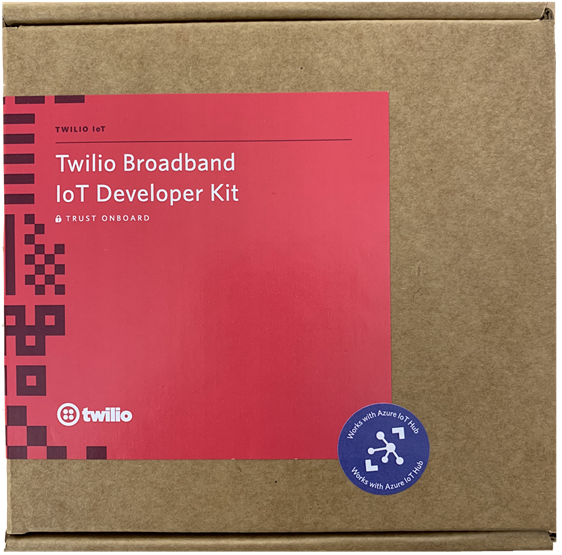 TWILIO IoT
Twilio Broadband
IoT Developer Kit
TRUST ONBOARD
twilio
Works with Azure IoT Hub
Works with Azure IoT Hub